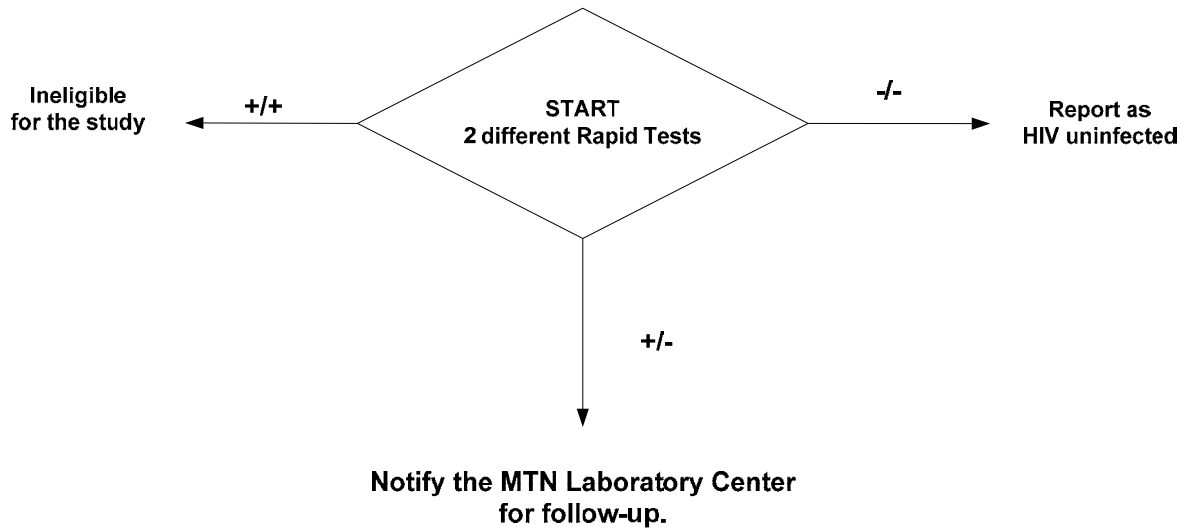 Ineligible
for the study
+/+
START
2 different Rapid Tests
-/-
Report as
HIV uninfected
+/-
Notify the MTN Laboratory Center
for follow-up.